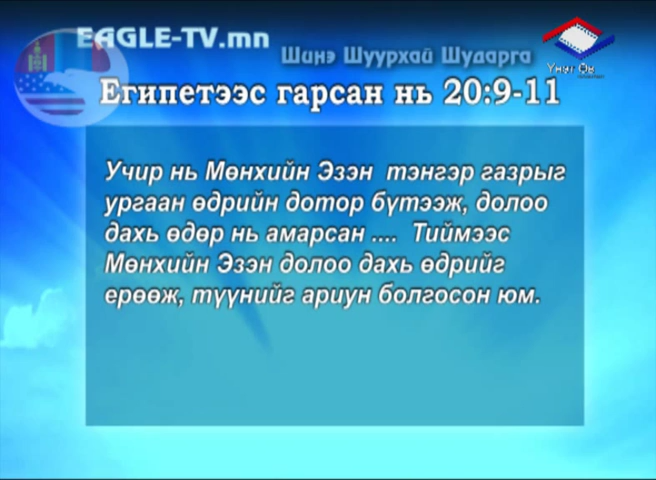 EAGLE-TV.mn
Шинэ Шуурхай Шударга
Үнэт Өв
Египетээс гарсан нь 20:9-11
Учир нь Мөнхийн Эзэн тэнгэр газрыг
ургаан өдрийн дотор бүтээж, долоо
дахь өдөр нь амарсан .... Тиймээс
Мөнхийн Эзэн долоо дахь өдрийг
ерөөж, түүнийг ариун болгосон юм.